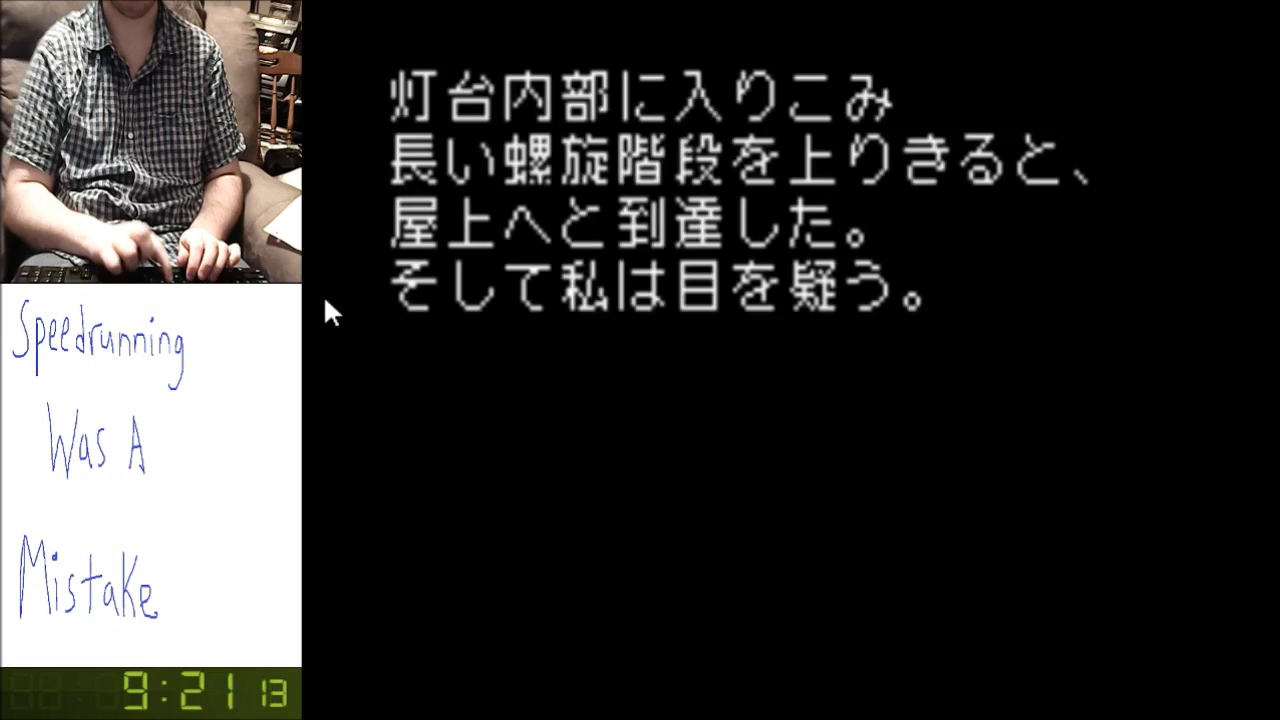 灯台内部に入りこみ
長い螺旋階段を上りきると、
屋上へと到達した。
そして私は目を疑う。
Speedrunning
Was A
Mistake
9:21 13